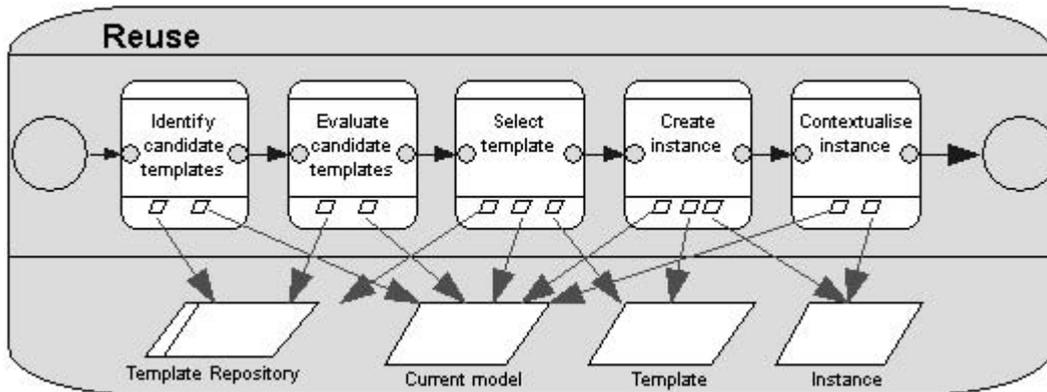 Reuse
Identify
candidate
templates
Evaluate
candidate
templates
Select
template
Create
instance
Contextualise
instance
Template Repository
Current model
Template
Instance